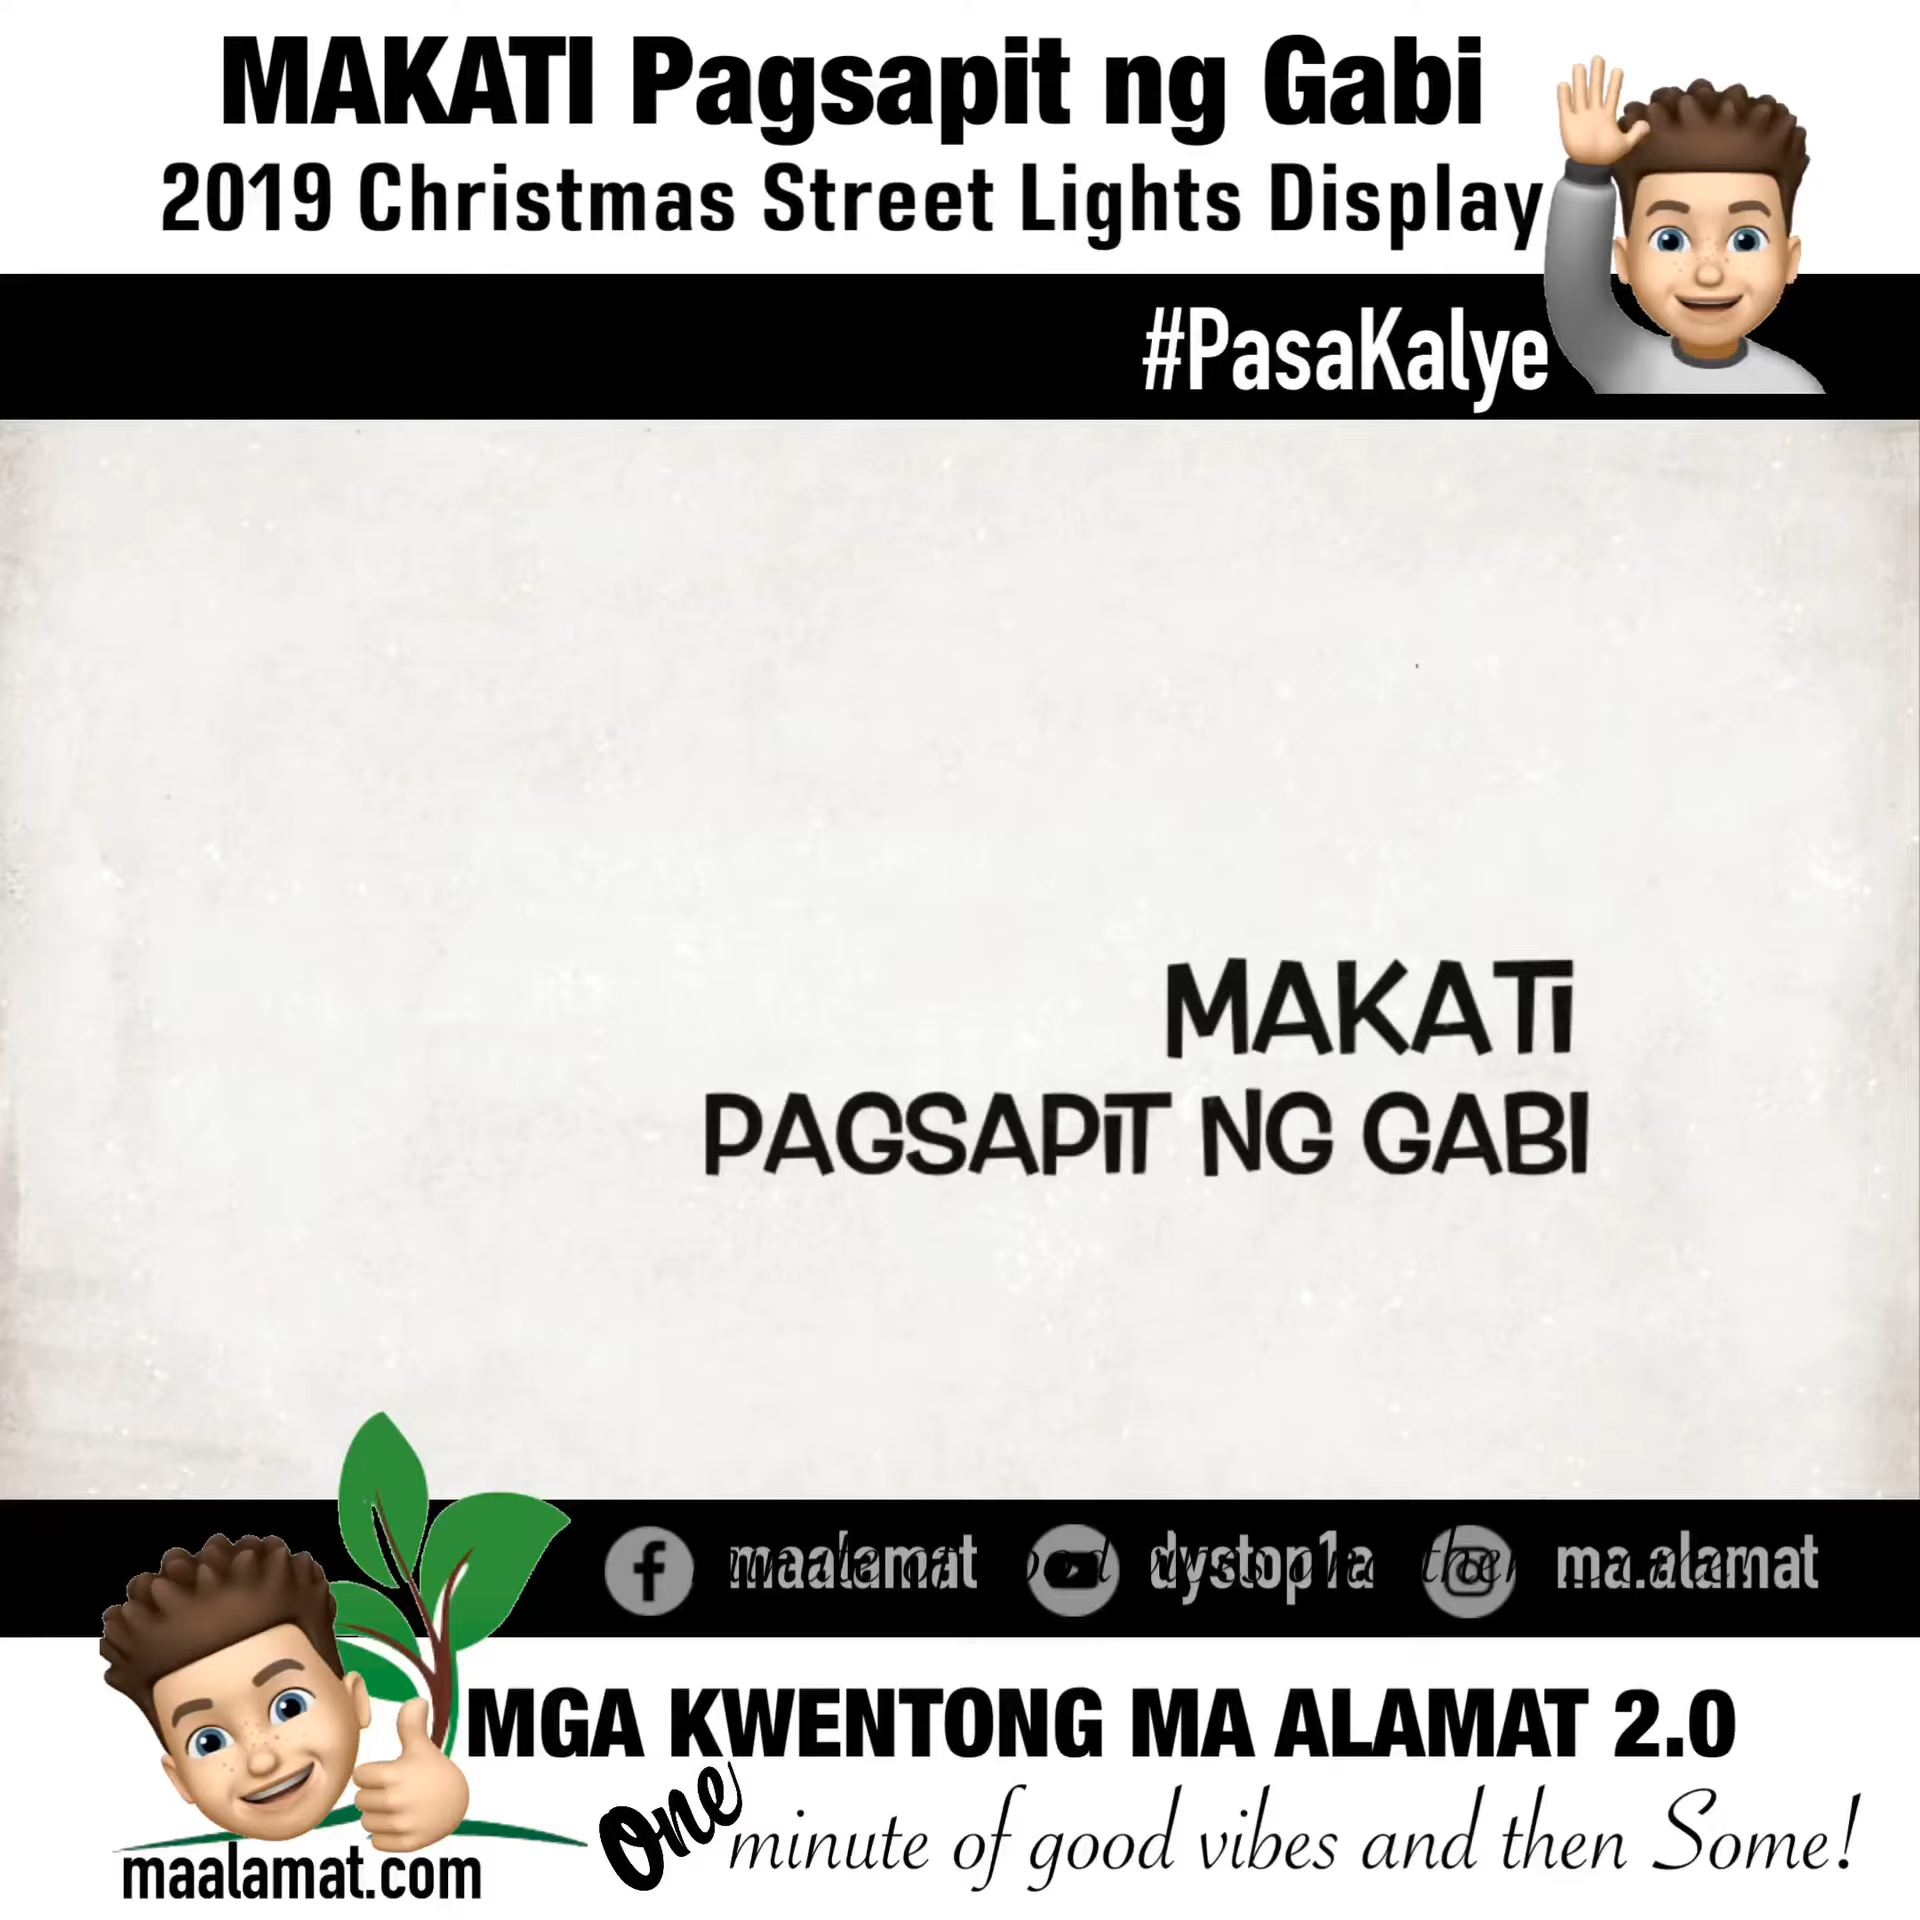 MAKATI Pagsapit ng Gabi
2019 Christmas Street Lights Display
#PasaKalye
MAKATI
PAGSAPIT NG GABI
maalamat dystop1a ma.alamat
MGA KWENTONG MA ALAMAT 2.0
One minute of good vibes and then Some!
maalamat.com